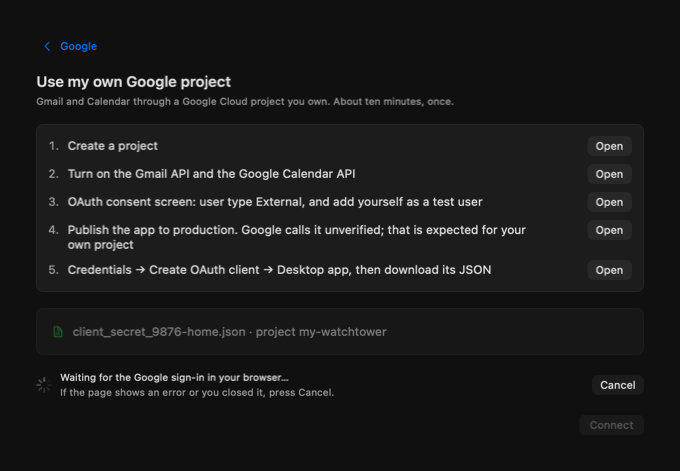 Google
Use my own Google project
Gmail and Calendar through a Google Cloud project you own. About ten minutes, once.
1. Create a project Open
2. Turn on the Gmail API and the Google Calendar API Open
3. OAuth consent screen: user type External, and add yourself as a test user Open
4. Publish the app to production. Google calls it unverified; that is expected for your Open
own project
5. Credentials → Create OAuth client → Desktop app, then download its JSON Open
client_secret_9876-home.json · project my-watchtower
Waiting for the Google sign-in in your browser...
If the page shows an error or you closed it, press Cancel. Cancel
Connect